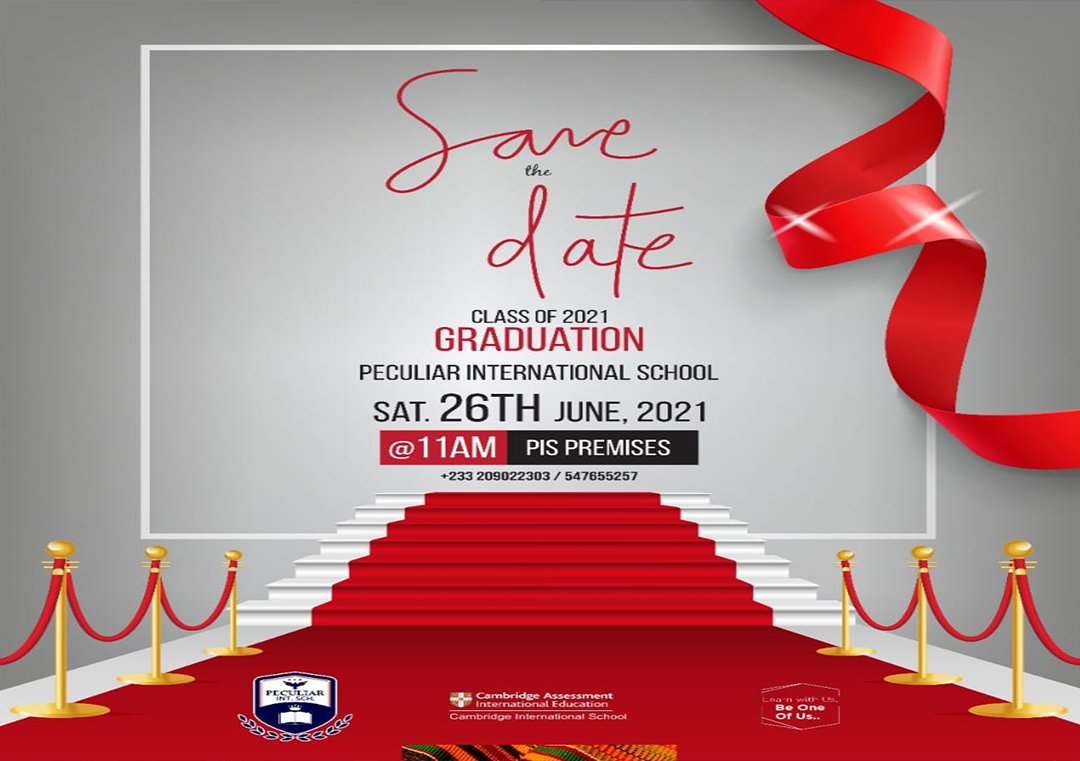 Save
the
date
CLASS OF 2021
GRADUATION
PECULIAR INTERNATIONAL SCHOOL
SAT. 26TH JUNE, 2021
@11AM PIS PREMISES
+233 209022303 / 547655257
PECULIAR
INT. SCH.
Cambridge Assessment
International Education
Cambridge International School
Learn with Us,
Be One
Of Us..